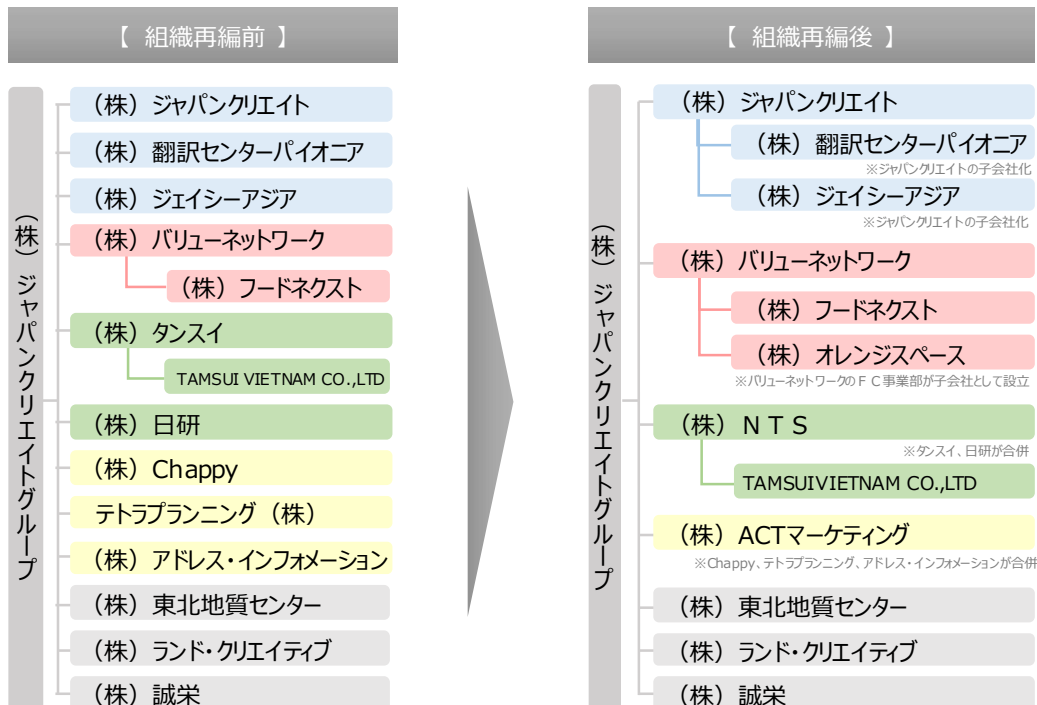 【 組織再編前 】
(株) ジャパンクリエイトグループ
（株）ジャパンクリエイト
（株）翻訳センターパイオニア
（株）ジェイシーアジア
（株）バリューネットワーク
（株）フードネクスト
（株）タンスイ
TAMSUI VIETNAM CO.,LTD
（株）日研
（株）Chappy
テトラプランニング（株）
（株）アドレス・インフォメーション
（株）東北地質センター
（株）ランド・クリエイティブ
（株）誠栄
【 組織再編後 】
(株) ジャパンクリエイトグループ
（株）ジャパンクリエイト
（株）翻訳センターパイオニア
※ジャパンクリエイトの子会社化
（株）ジェイシーアジア
※ジャパンクリエイトの子会社化
（株）バリューネットワーク
（株）フードネクスト
（株）オレンジスペース
※バリューネットワークのＦＣ事業部が子会社として設立
（株）ＮＴＳ
※タンスイ、日研が合併
TAMSUIVIETNAM CO.,LTD
（株）ACTマーケティング
※Chappy、テトラプランニング、アドレス・インフォメーションが合併
（株）東北地質センター
（株）ランド・クリエイティブ
（株）誠栄